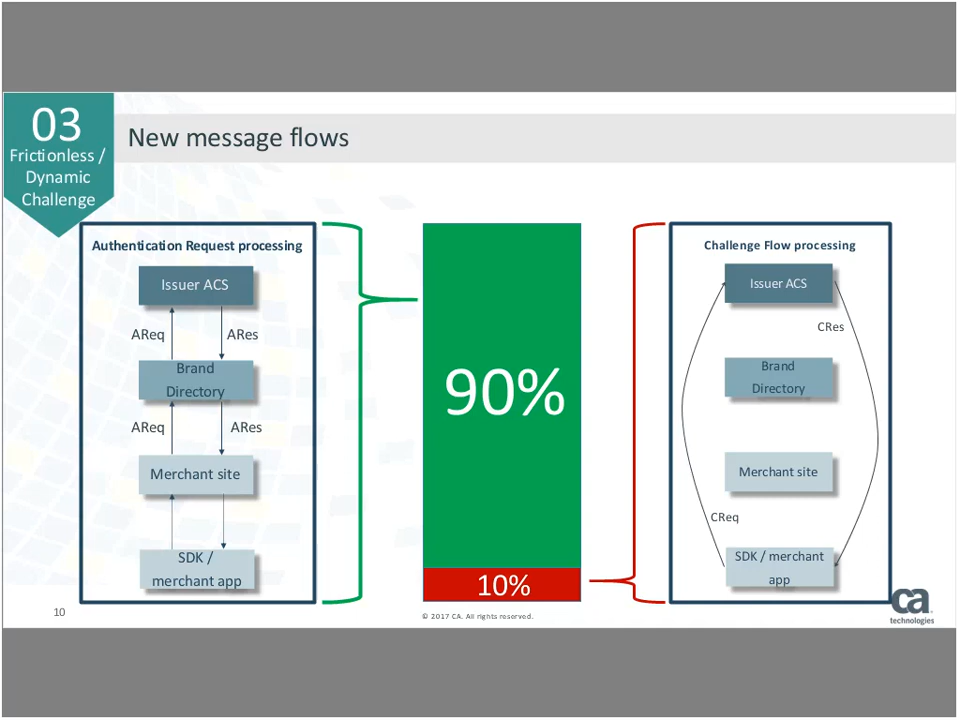 03
Frictionless /
Dynamic
Challenge
New message flows
Authentication Request processing
Issuer ACS
AReq
ARes
Brand
Directory
AReq
ARes
Merchant site
SDK /
merchant app
90%
10%
Challenge Flow processing
Issuer ACS
CRes
Brand
Directory
Merchant site
CReq
SDK / merchant
app
10
© 2017 CA. All rights reserved.
ca
technologies